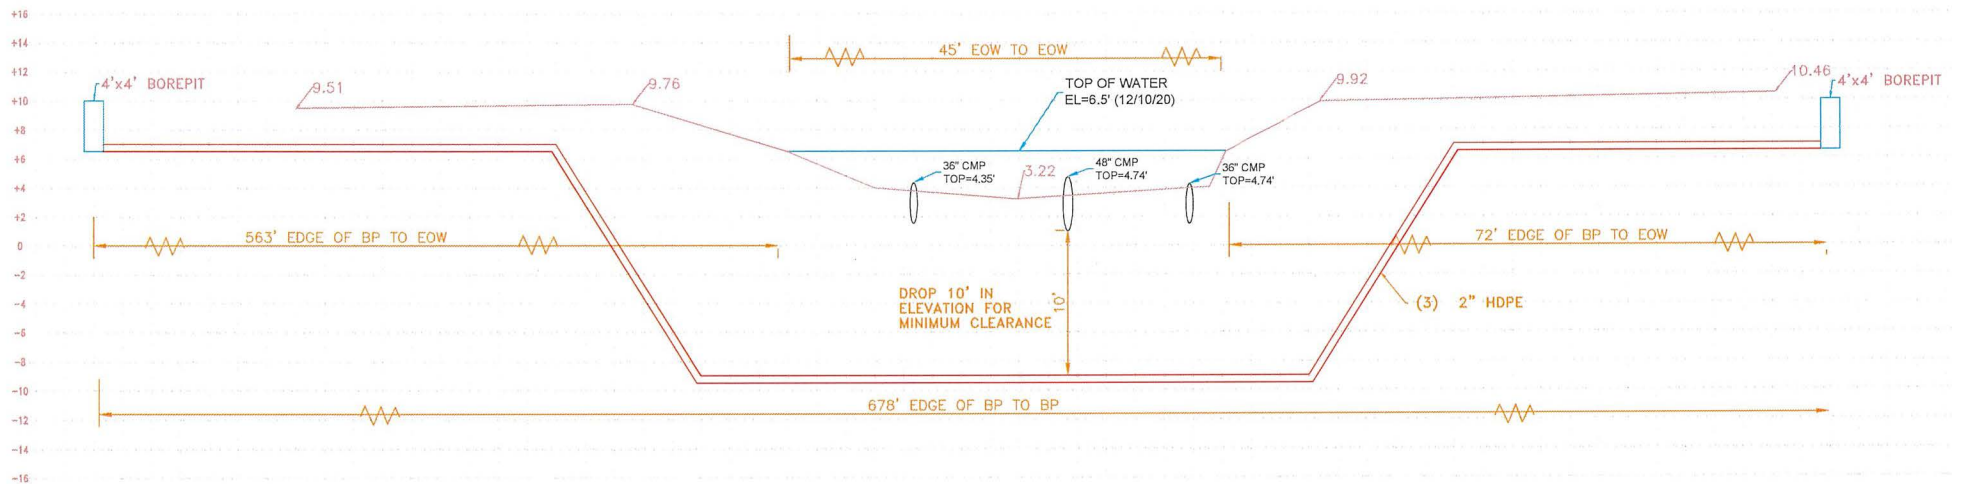 +16
+14
+12
+10
+8
+6
+4
+2
0
-2
-4
-6
-8
-10
-12
-14
-16
4'x4' BOREPIT
9.51
9.76
45' EOW TO EOW
TOP OF WATER
EL=6.5' (12/10/20)
9.92
10.46
4'x4' BOREPIT
36" CMP
TOP=4.35'
3.22
48" CMP
TOP=4.74'
36" CMP
TOP=4.74'
563' EDGE OF BP TO EOW
72' EDGE OF BP TO EOW
DROP 10' IN
ELEVATION FOR
MINIMUM CLEARANCE
10'
(3) 2" HDPE
678' EDGE OF BP TO BP